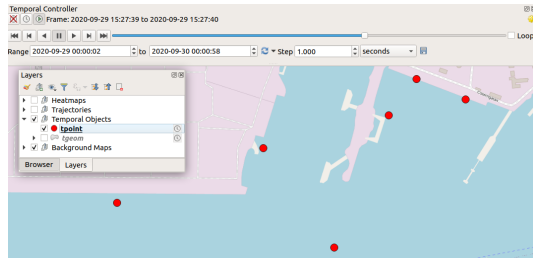 Temporal Controller
Frame: 2020-09-29 15:27:39 to 2020-09-29 15:27:40
Loop
Range 2020-09-29 00:00:02 to 2020-09-30 00:00:58 Step 1.000 seconds
Layers
Heatmaps
Trajectories
Temporal Objects
tpoint
tgeom
Background Maps
Browser Layers